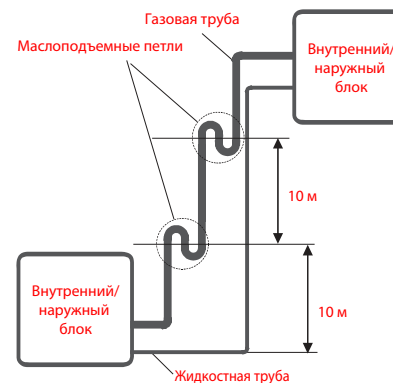 Газовая труба
Маслоподъемные петли
Внутренний/
наружный
блок
10 м
Внутренний/
наружный
блок
10 м
Жидкостная труба